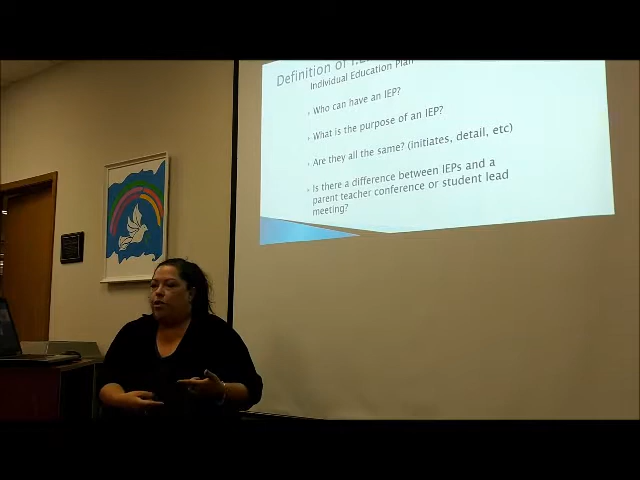 Definition of I.E
Individual Education Plan
Who can have an IEP?
What is the purpose of an IEP?
Are they all the same? (initiates, detail, etc)
Is there a difference between IEPs and a
parent teacher conference or student lead
meeting?